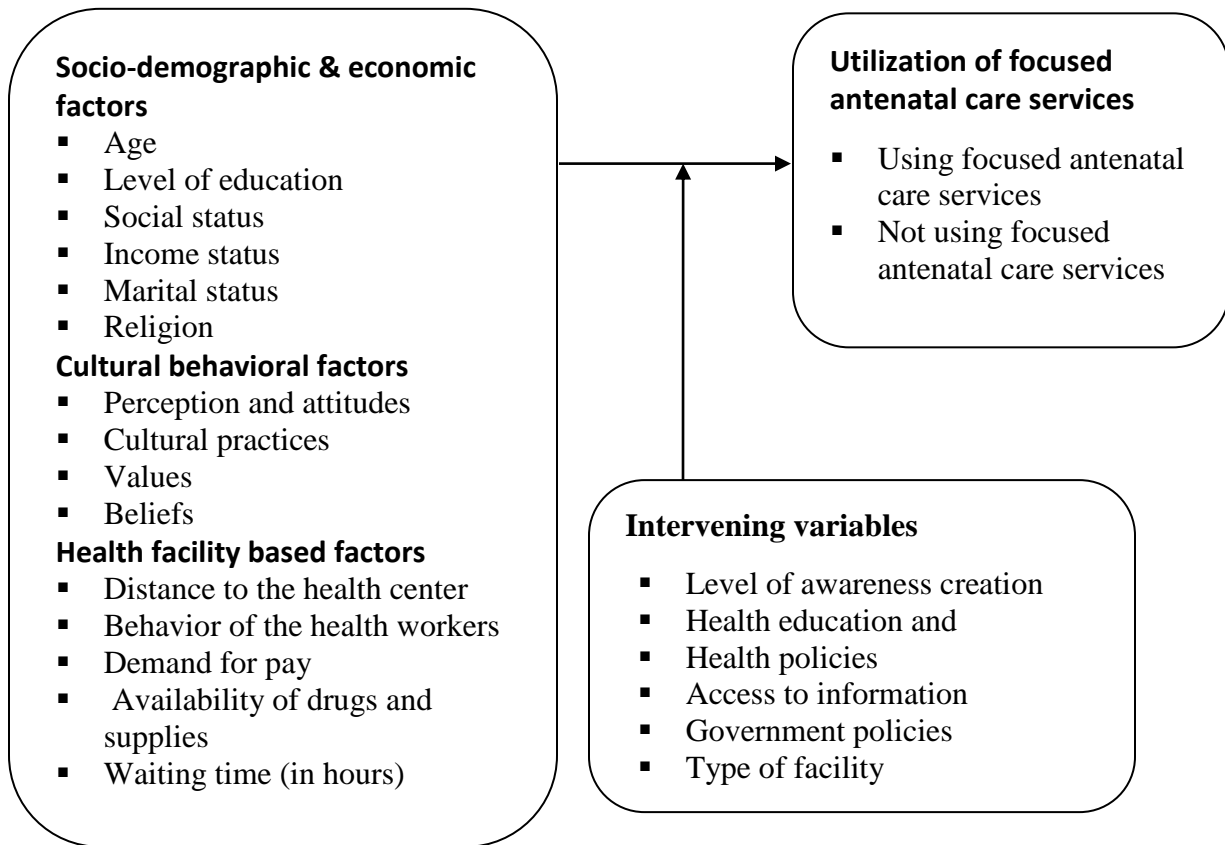 Socio-demographic & economic
factors
▪ Age
▪ Level of education
▪ Social status
▪ Income status
▪ Marital status
▪ Religion
Cultural behavioral factors
▪ Perception and attitudes
▪ Cultural practices
▪ Values
▪ Beliefs
Health facility based factors
▪ Distance to the health center
▪ Behavior of the health workers
▪ Demand for pay
▪ Availability of drugs and
supplies
▪ Waiting time (in hours)
Utilization of focused
antenatal care services
▪ Using focused antenatal
care services
▪ Not using focused
antenatal care services
Intervening variables
▪ Level of awareness creation
▪ Health education and
▪ Health policies
▪ Access to information
▪ Government policies
▪ Type of facility